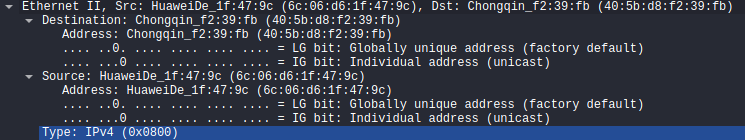 Ethernet II, Src: HuaweiDe_1f:47:9c (6c:06:d6:1f:47:9c), Dst: Chongqin_f2:39:fb (40:5b:d8:f2:39:fb)
Destination: Chongqin_f2:39:fb (40:5b:d8:f2:39:fb)
Address: Chongqin_f2:39:fb (40:5b:d8:f2:39:fb)
.... ..0. .... .... .... .... = LG bit: Globally unique address (factory default)
.... ...0 .... .... .... .... = IG bit: Individual address (unicast)
Source: HuaweiDe_1f:47:9c (6c:06:d6:1f:47:9c)
Address: HuaweiDe_1f:47:9c (6c:06:d6:1f:47:9c)
.... ..0. .... .... .... .... = LG bit: Globally unique address (factory default)
.... ...0 .... .... .... .... = IG bit: Individual address (unicast)
Type: IPv4 (0x0800)